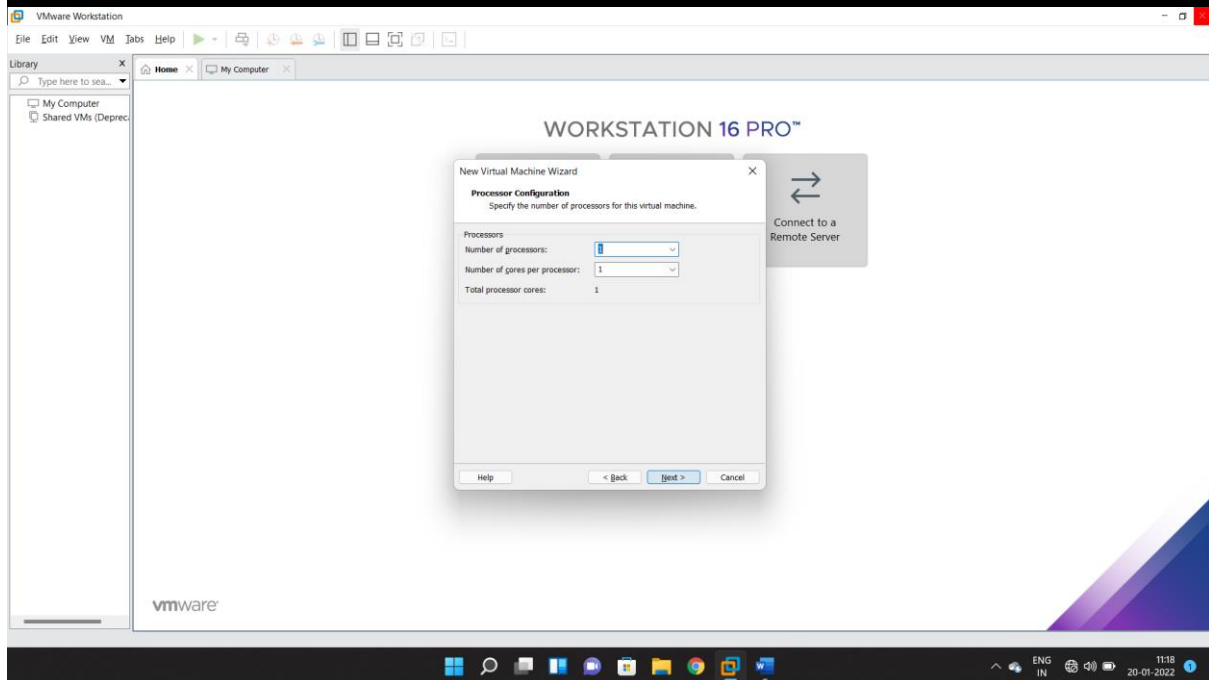 VMware Workstation
File Edit View VM Tabs Help
Library X
Type here to sea...
Home
My Computer
My Computer
Shared VMs (Depreca
WORKSTATION 16 PRO™
New Virtual Machine Wizard
Processor Configuration
Specify the number of processors for this virtual machine.
Processors
Number of processors: 1
Number of cores per processor: 1
Total processor cores: 1
Help < Back Next > Cancel
Connect to a
Remote Server
vmware
ENG
IN
11:18
20-01-2022
1